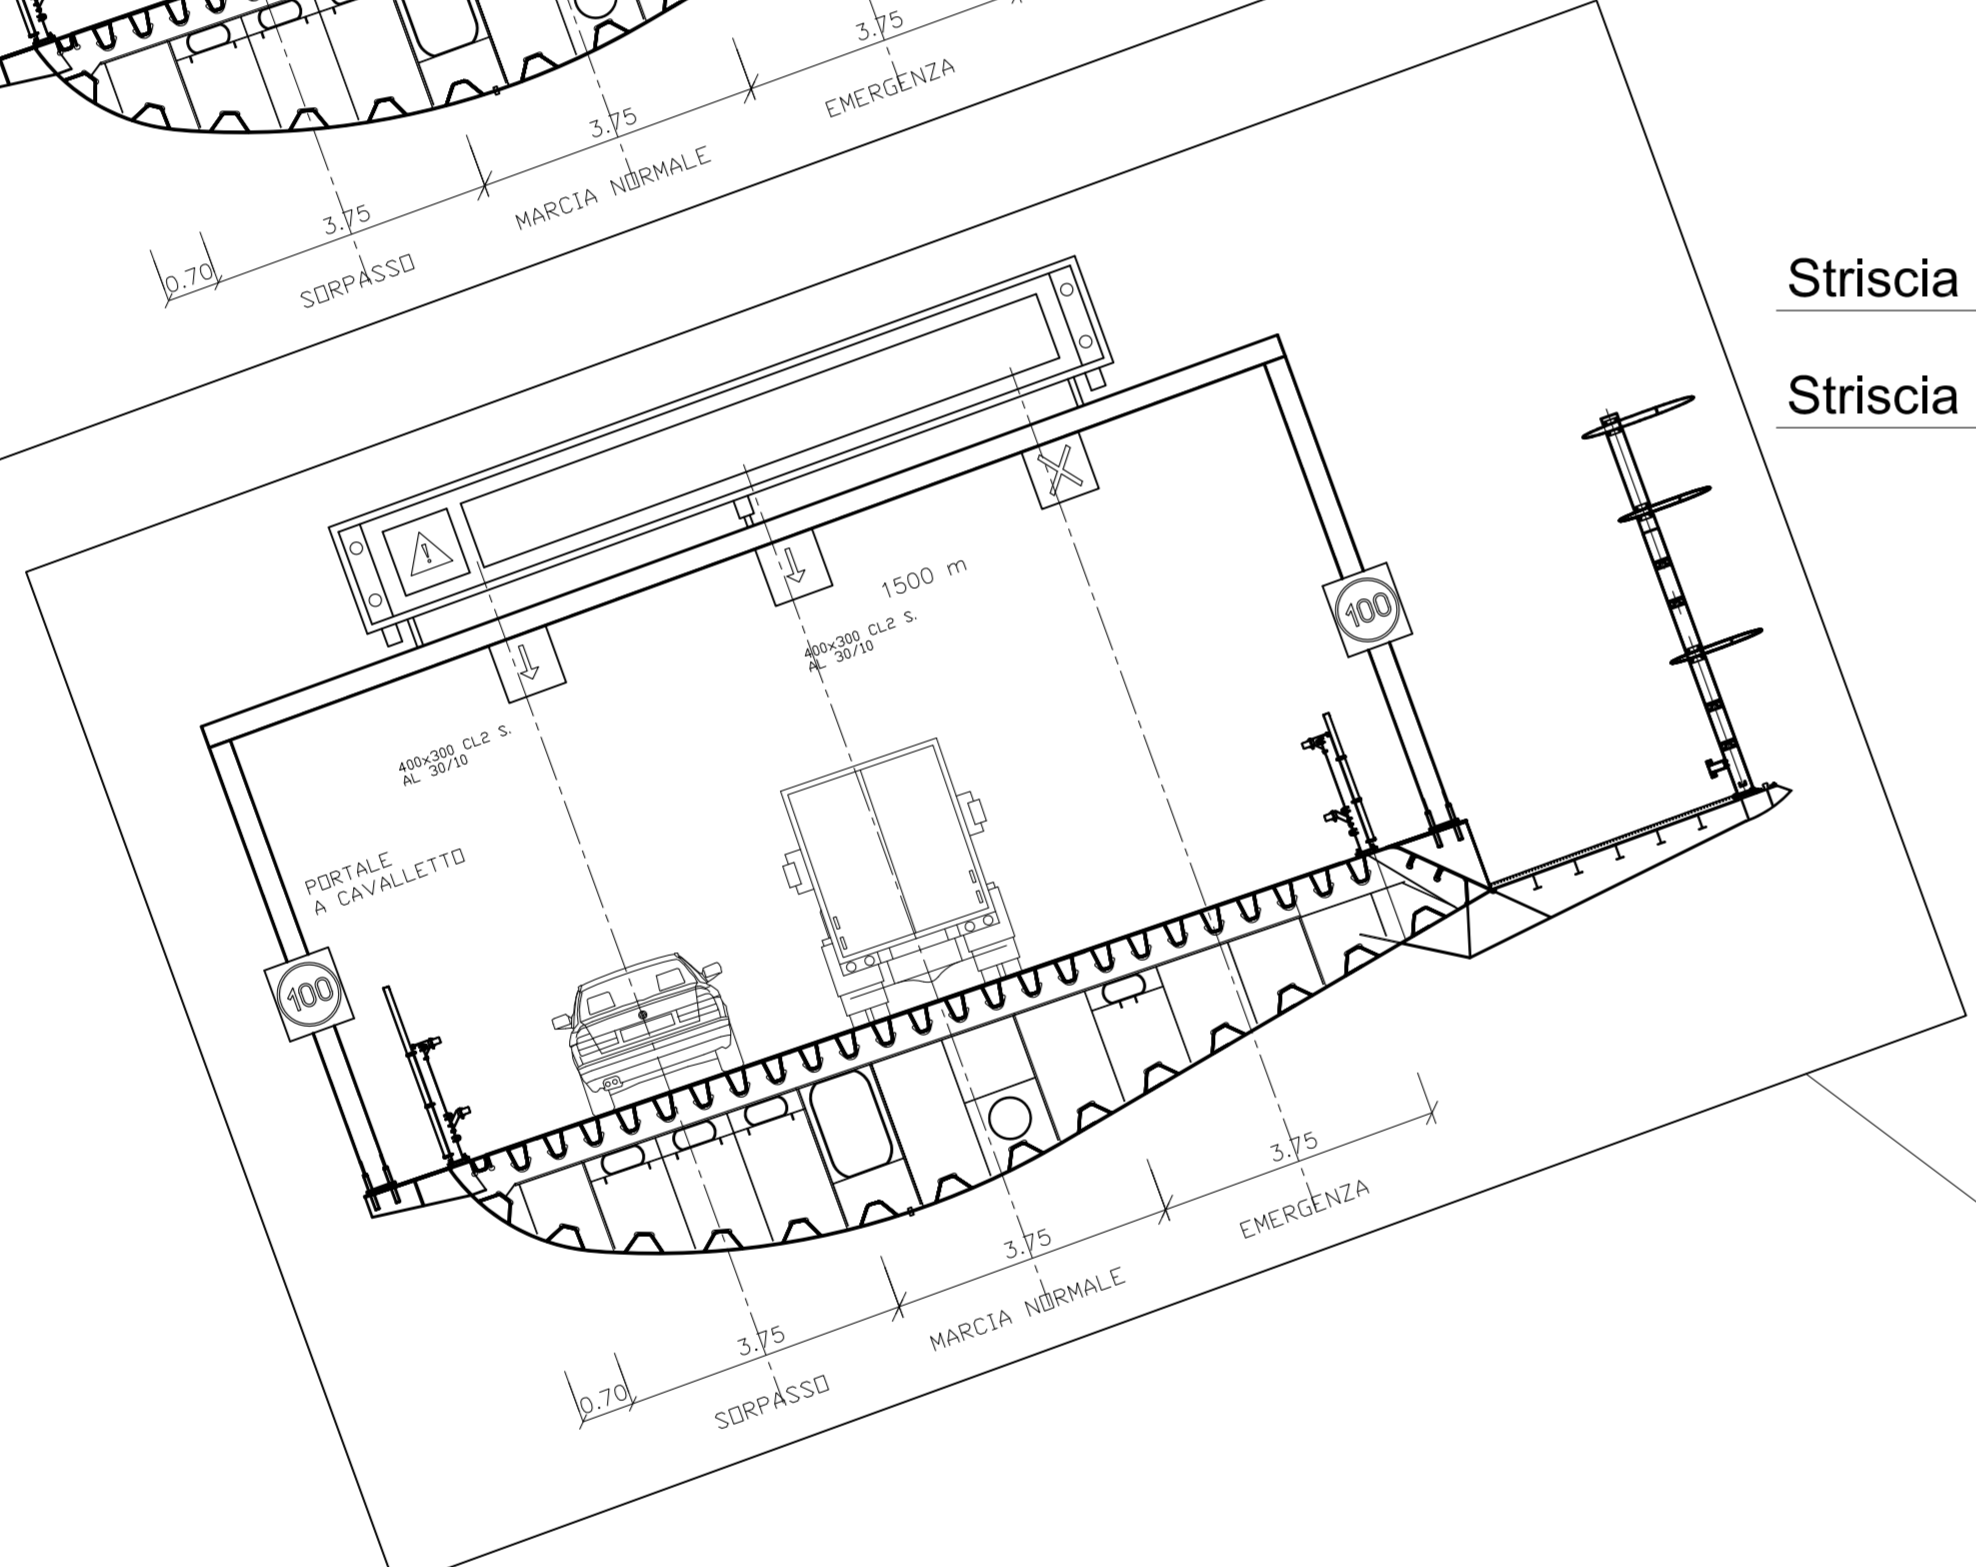 3.75
EMERGENZA
3.75
MARCIA NORMALE
3.75
0.70
SORPASSO
Striscia
Striscia
!
1500 m
400x300 CL2 S.
AL 30/10
100
400x300 CL2 S.
AL 30/10
PORTALE
A CAVALLETTO
100
3.75
EMERGENZA
3.75
MARCIA NORMALE
3.75
0.70
SORPASSO